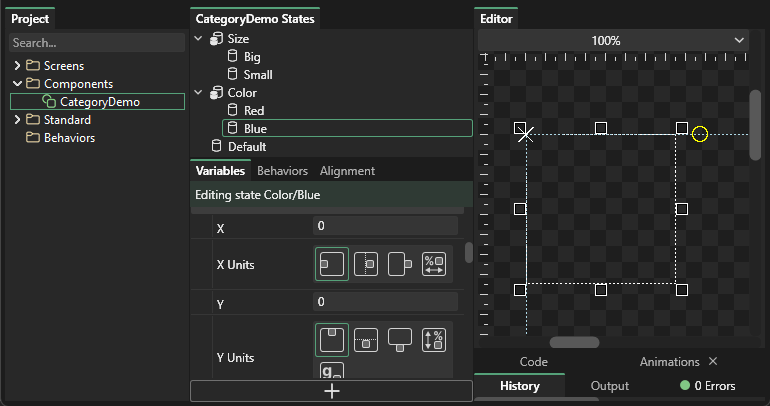 Project
Search...
Screens
Components
CategoryDemo
Standard
Behaviors
CategoryDemo States
Size
Big
Small
Color
Red
Blue
Default
Variables Behaviors Alignment
Editing state Color/Blue
X 0
X Units
%
Y 0
Y Units
%
g
Editor
100%
Code Animations ×
History Output 0 Errors